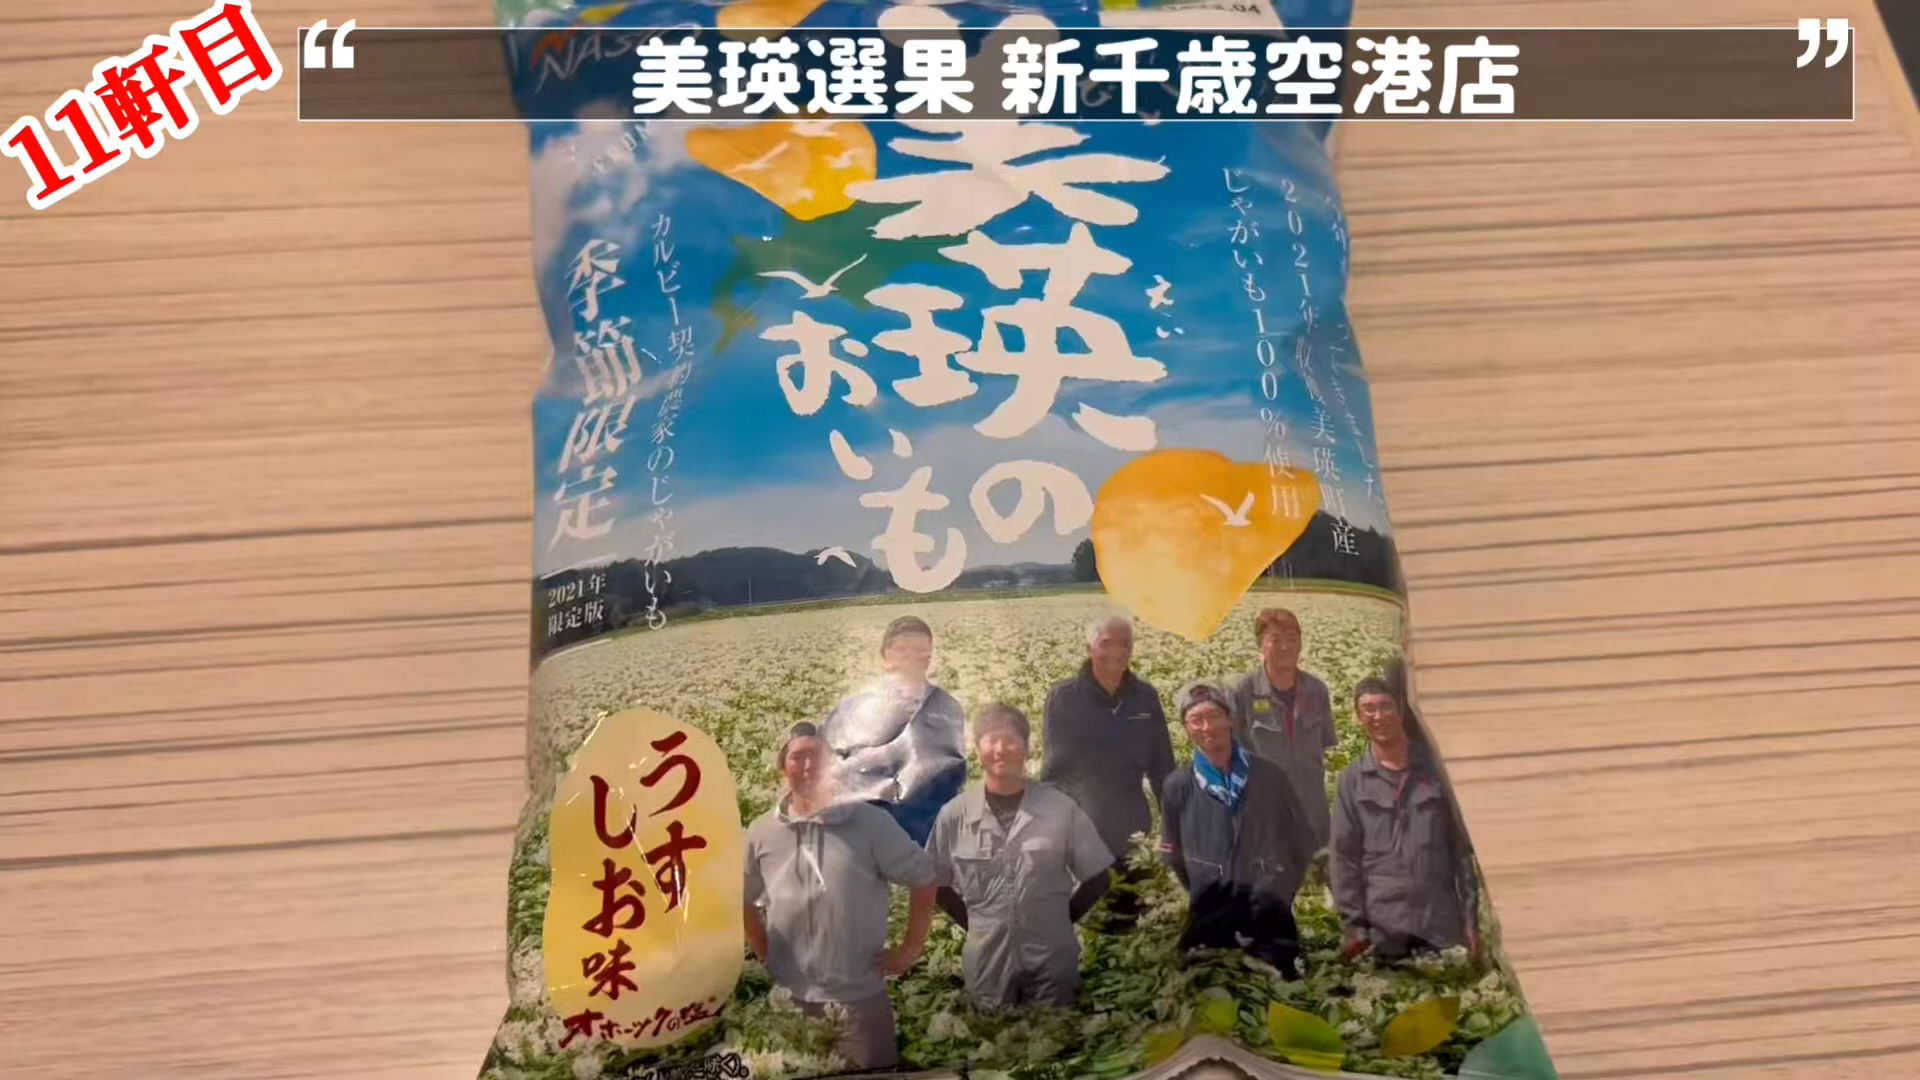 11軒目
“ 美瑛選果 新千歳空港店 ”
美瑛の
おいも
えい
2021年収穫美瑛町産
じゃがいも100%使用
カルビー契約農家のじゃがいも
季節限定
2021年
限定版
うす
しお味
オホーツクの塩